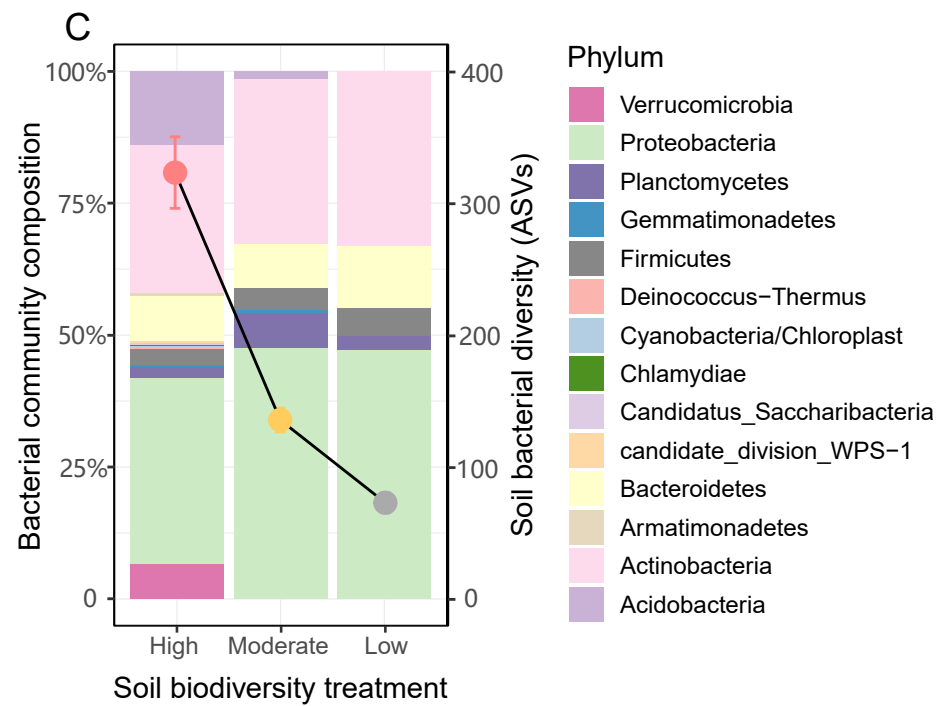 C
Bacterial community composition
100%
75%
50%
25%
0
400
300
200
100
0
Soil bacterial diversity (ASVs)
High
Moderate
Low
Soil biodiversity treatment
Phylum
Verrucomicrobia
Proteobacteria
Planctomycetes
Gemmatimonadetes
Firmicutes
Deinococcus−Thermus
Cyanobacteria/Chloroplast
Chlamydiae
Candidatus_Saccharibacteria
candidate_division_WPS−1
Bacteroidetes
Armatimonadetes
Actinobacteria
Acidobacteria